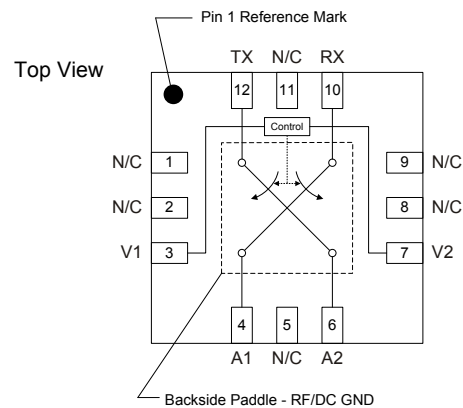 Pin 1 Reference Mark
Top View
TX N/C RX
12 11 10
Control
N/C 1 9 N/C
N/C 2 8 N/C
V1 3 7 V2
4 5 6
A1 N/C A2
Backside Paddle - RF/DC GND